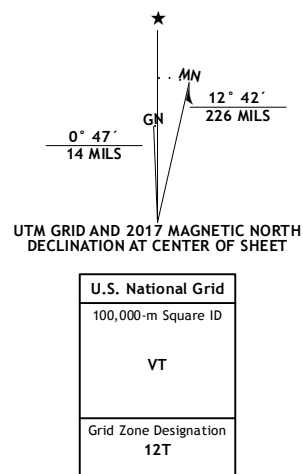 ★
MN
GN
12° 42´
226 MILS
0° 47´
14 MILS
UTM GRID AND 2017 MAGNETIC NORTH
DECLINATION AT CENTER OF SHEET
U.S. National Grid
100,000-m Square ID
VT
Grid Zone Designation
12T